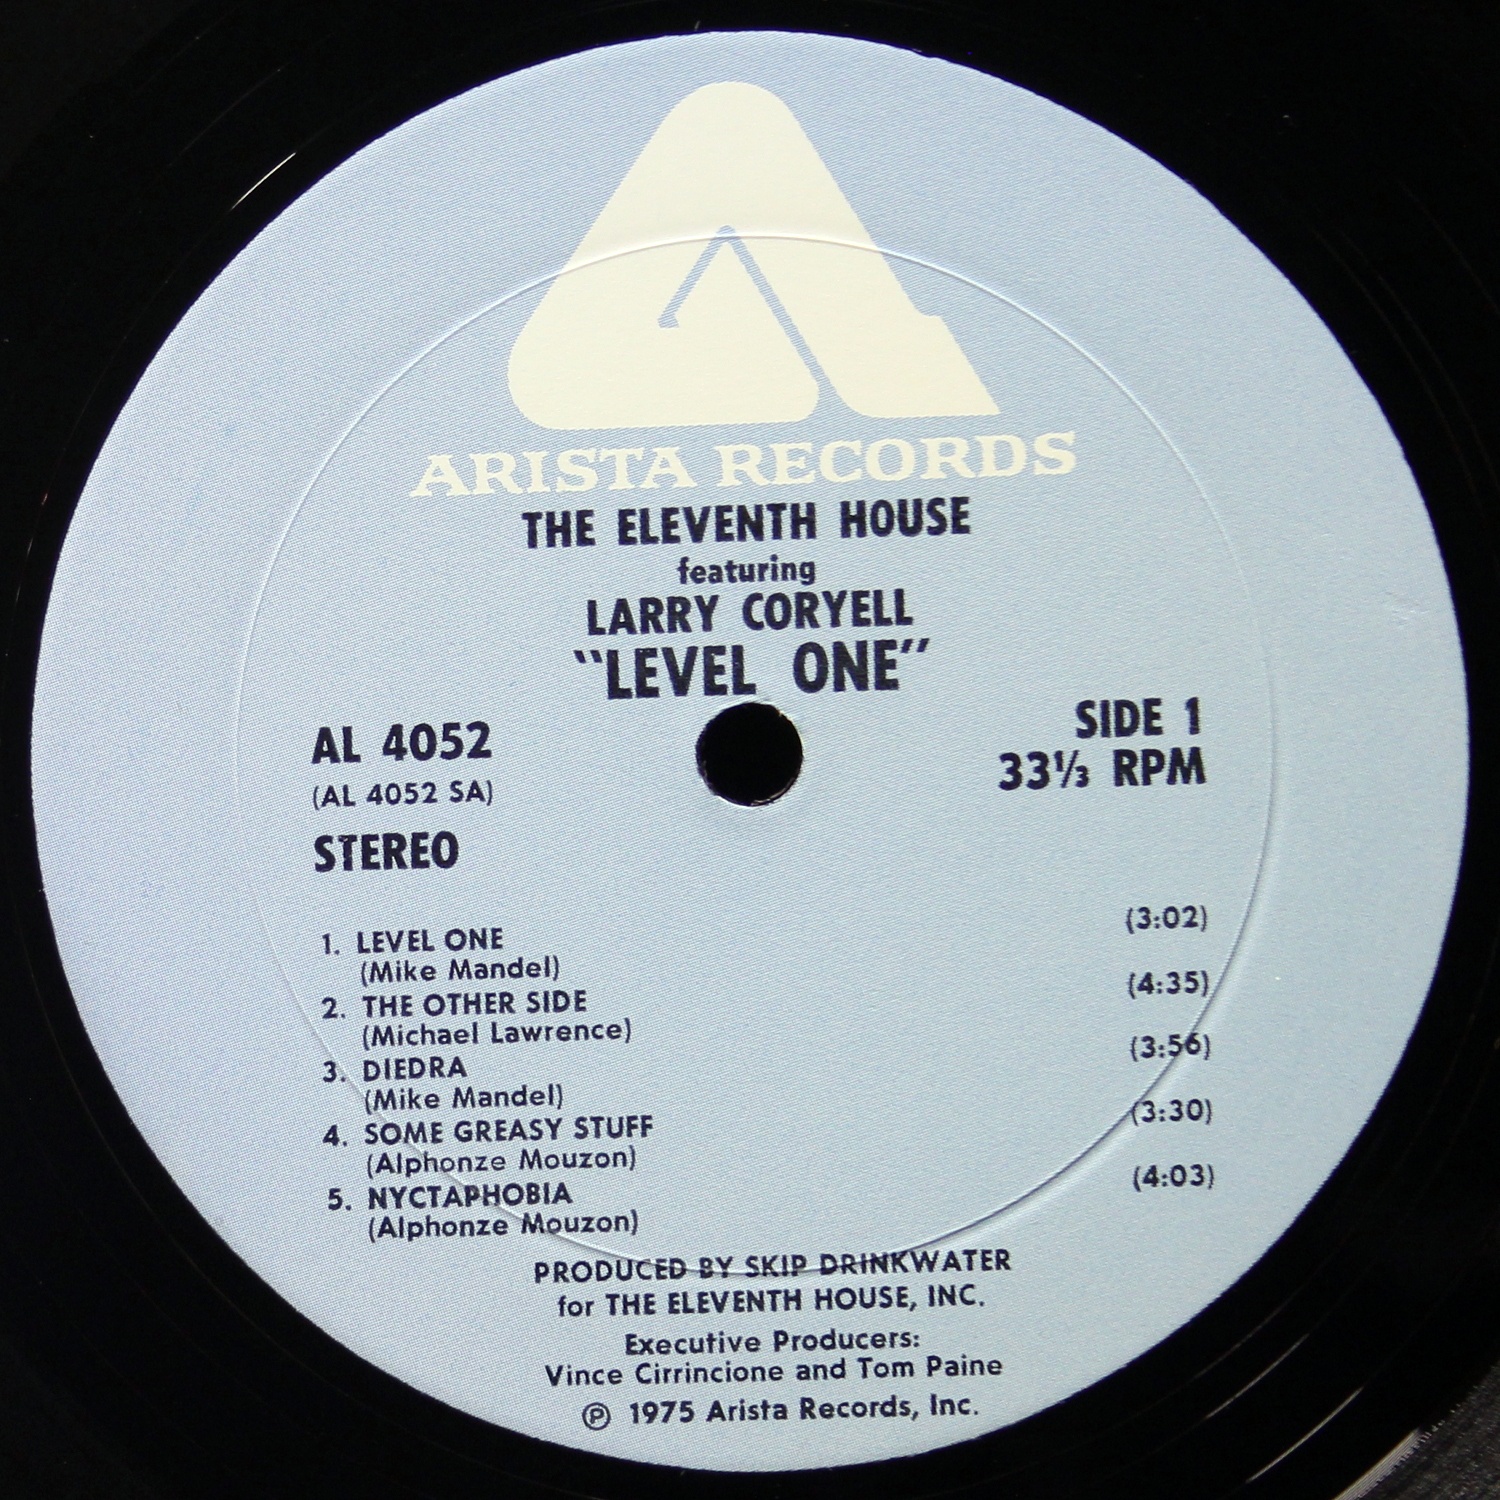 ARISTA RECORDS
THE ELEVENTH HOUSE
featuring
LARRY CORYELL
"LEVEL ONE"
AL 4052
(AL 4052 SA)
STEREO
SIDE 1
33⅓ RPM
1. LEVEL ONE (3:02)
(Mike Mandel)
2. THE OTHER SIDE (4:35)
(Michael Lawrence)
3. DIEDRA (3:56)
(Mike Mandel)
4. SOME GREASY STUFF (3:30)
(Alphonze Mouzon)
5. NYCTAPHOBIA (4:03)
(Alphonze Mouzon)
PRODUCED BY SKIP DRINKWATER
for THE ELEVENTH HOUSE, INC.
Executive Producers:
Vince Cirrincione and Tom Paine
℗ 1975 Arista Records, Inc.